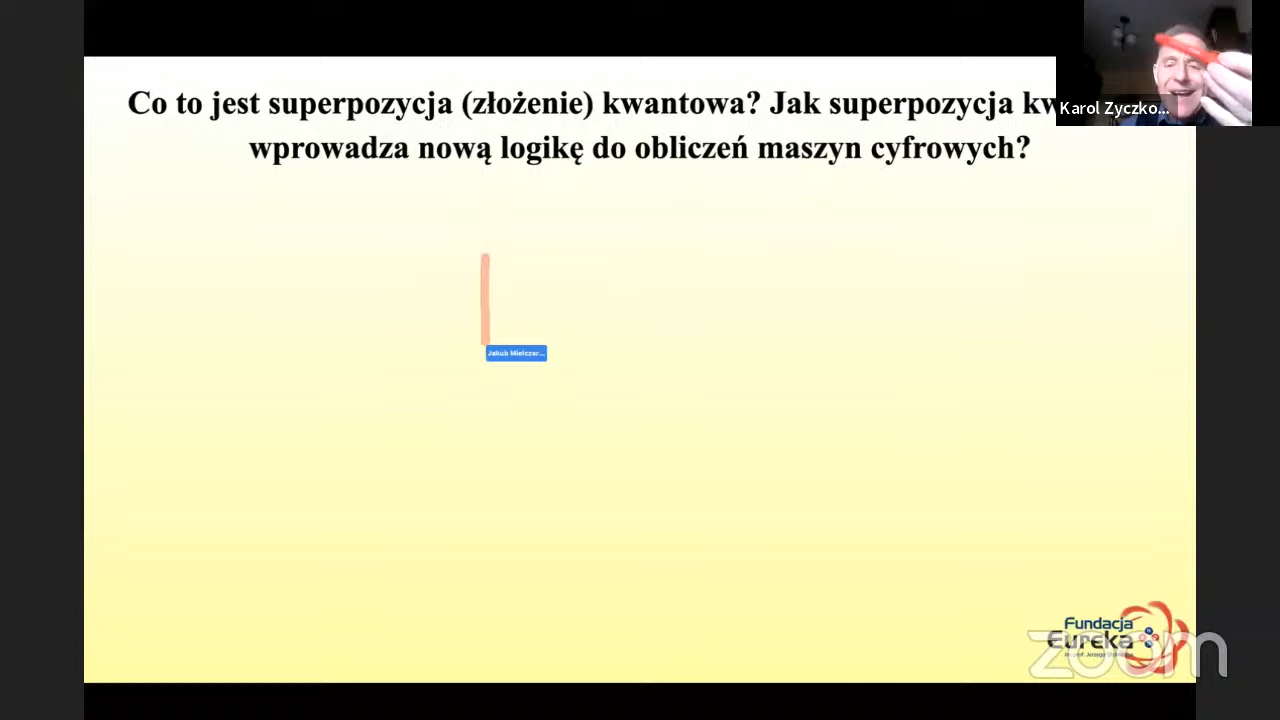 Co to jest superpozycja (złożenie) kwantowa? Jak superpozycja kw
wprowadza nową logikę do obliczeń maszyn cyfrowych?
Karol Zyczko...
Jakub Mielczar...
Fundacja
Eureka
zoom